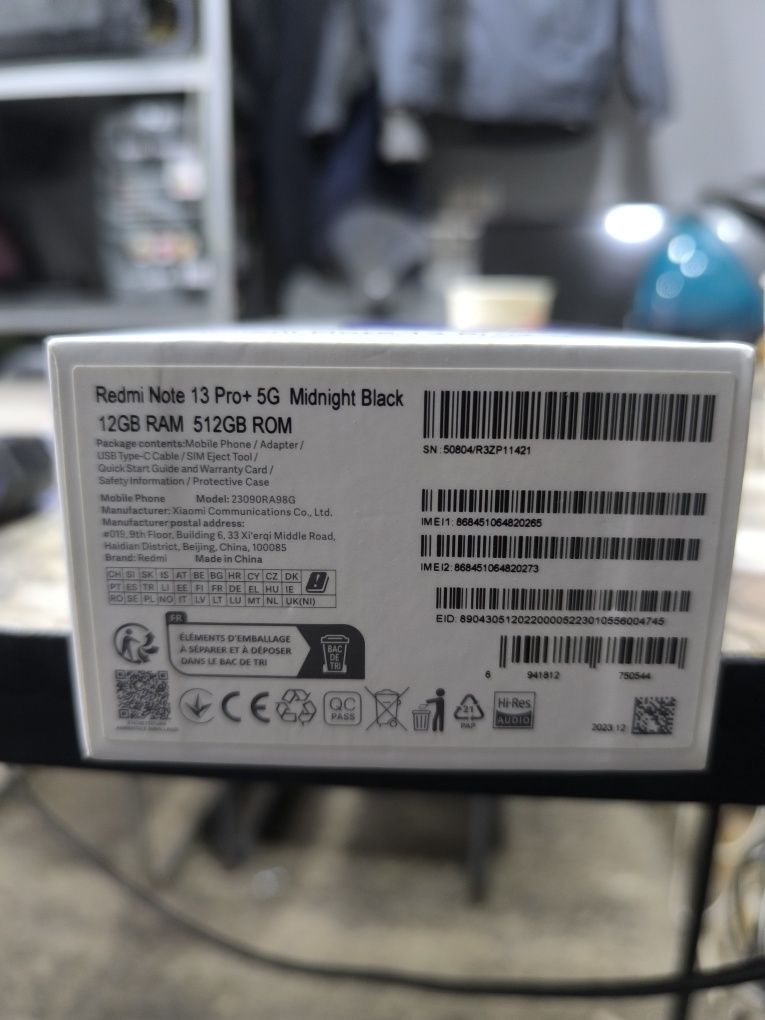 Redmi Note 13 Pro+ 5G Midnight Black
12GB RAM 512GB ROM
Package contents:Mobile Phone / Adapter /
USB Type-C Cable / SIM Eject Tool /
Quick Start Guide and Warranty Card /
Safety Information / Protective Case
Mobile Phone Model: 23090RA98G
Manufacturer: Xiaomi Communications Co., Ltd.
Manufacturer postal address:
#019, 9th Floor, Building 6, 33 Xi'erqi Middle Road,
Haidian District, Beijing, China, 100085
Brand: Redmi Made in China
CH SI SK IS AT BE BG HR CY CZ DK
PT ES TR LI EE FI FR DE EL HU IE
RO SE PL NO IT LV LT LU MT NL UK(NI)
FR
ÉLÉMENTS D'EMBALLAGE
À SÉPARER ET À DÉPOSER
DANS LE BAC DE TRI
BAC
DE
TRI
SN: 50804/R3ZP11421
IMEI1: 868451064820265
IMEI2: 868451064820273
EID: 89043051202200005223010556004745
6 941812 750544
CE
QC
PASS
21
PAP
Hi-Res
AUDIO
2023.12